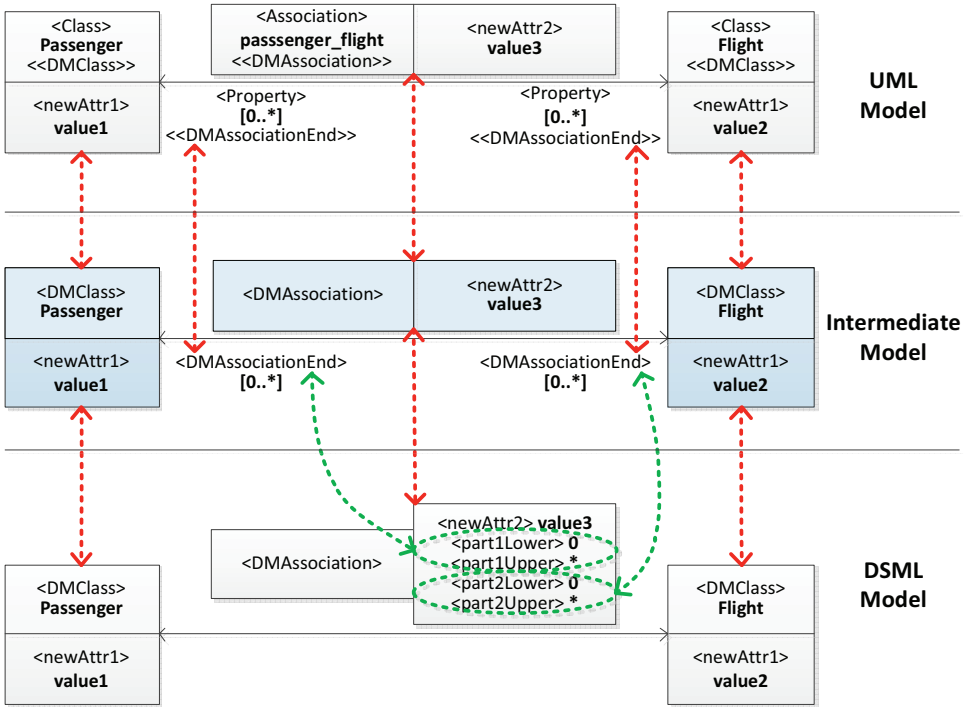 <Class>
Passenger
<<DMClass>>
<newAttr1>
value1
<Association>
passsenger_flight
<<DMAssociation>>
<newAttr2>
value3
<Property>
[0..*]
<<DMAssociationEnd>>
<Property>
[0..*]
<<DMAssociationEnd>>
<Class>
Flight
<<DMClass>>
<newAttr1>
value2
UML
Model
<DMClass>
Passenger
<newAttr1>
value1
<DMAssociation>
<newAttr2>
value3
<DMAssociationEnd>
[0..*]
<DMAssociationEnd>
[0..*]
<DMClass>
Flight
<newAttr1>
value2
Intermediate
Model
<DMClass>
Passenger
<newAttr1>
value1
<DMAssociation>
<newAttr2> value3
<part1Lower> 0
<part1Upper> *
<part2Lower> 0
<part2Upper> *
<DMClass>
Flight
<newAttr1>
value2
DSML
Model